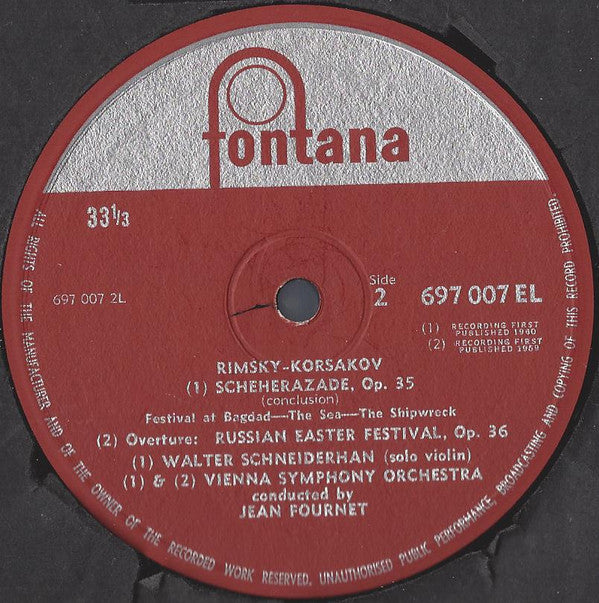 fontana
33 1/3
697 007 2L
Side
2
697 007 EL
(1) RECORDING FIRST
PUBLISHED 1960
(2) RECORDING FIRST
PUBLISHED 1959
RIMSKY-KORSAKOV
(1) SCHEHERAZADE, Op. 35
(conclusion)
Festival at Bagdad—The Sea—The Shipwreck
(2) Overture: RUSSIAN EASTER FESTIVAL, Op. 36
(1) WALTER SCHNEIDERHAN (solo violin)
(1) & (2) VIENNA SYMPHONY ORCHESTRA
conducted by
JEAN FOURNET
ALL RIGHTS OF THE MANUFACTURER AND OF THE OWNER OF THE RECORDED WORK RESERVED. UNAUTHORISED PUBLIC PERFORMANCE, BROADCASTING AND COPYING OF THIS RECORD PROHIBITED.